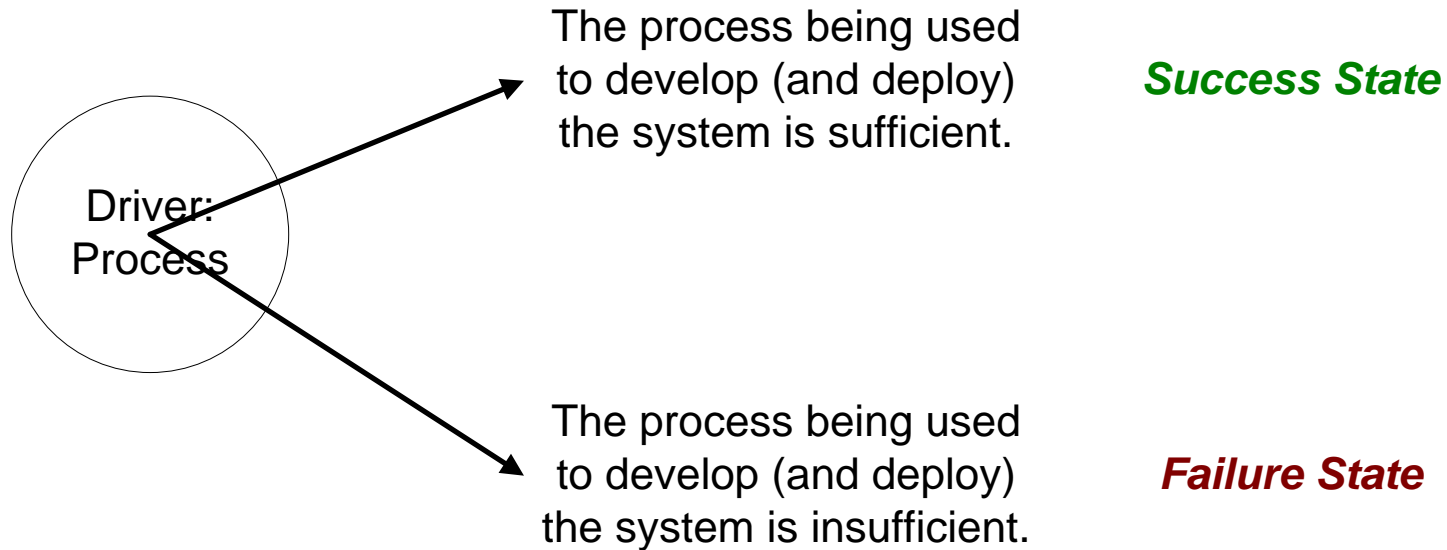 The process being used
to develop (and deploy)
the system is sufficient.
Success State
Driver:
Process
The process being used
to develop (and deploy)
the system is insufficient.
Failure State